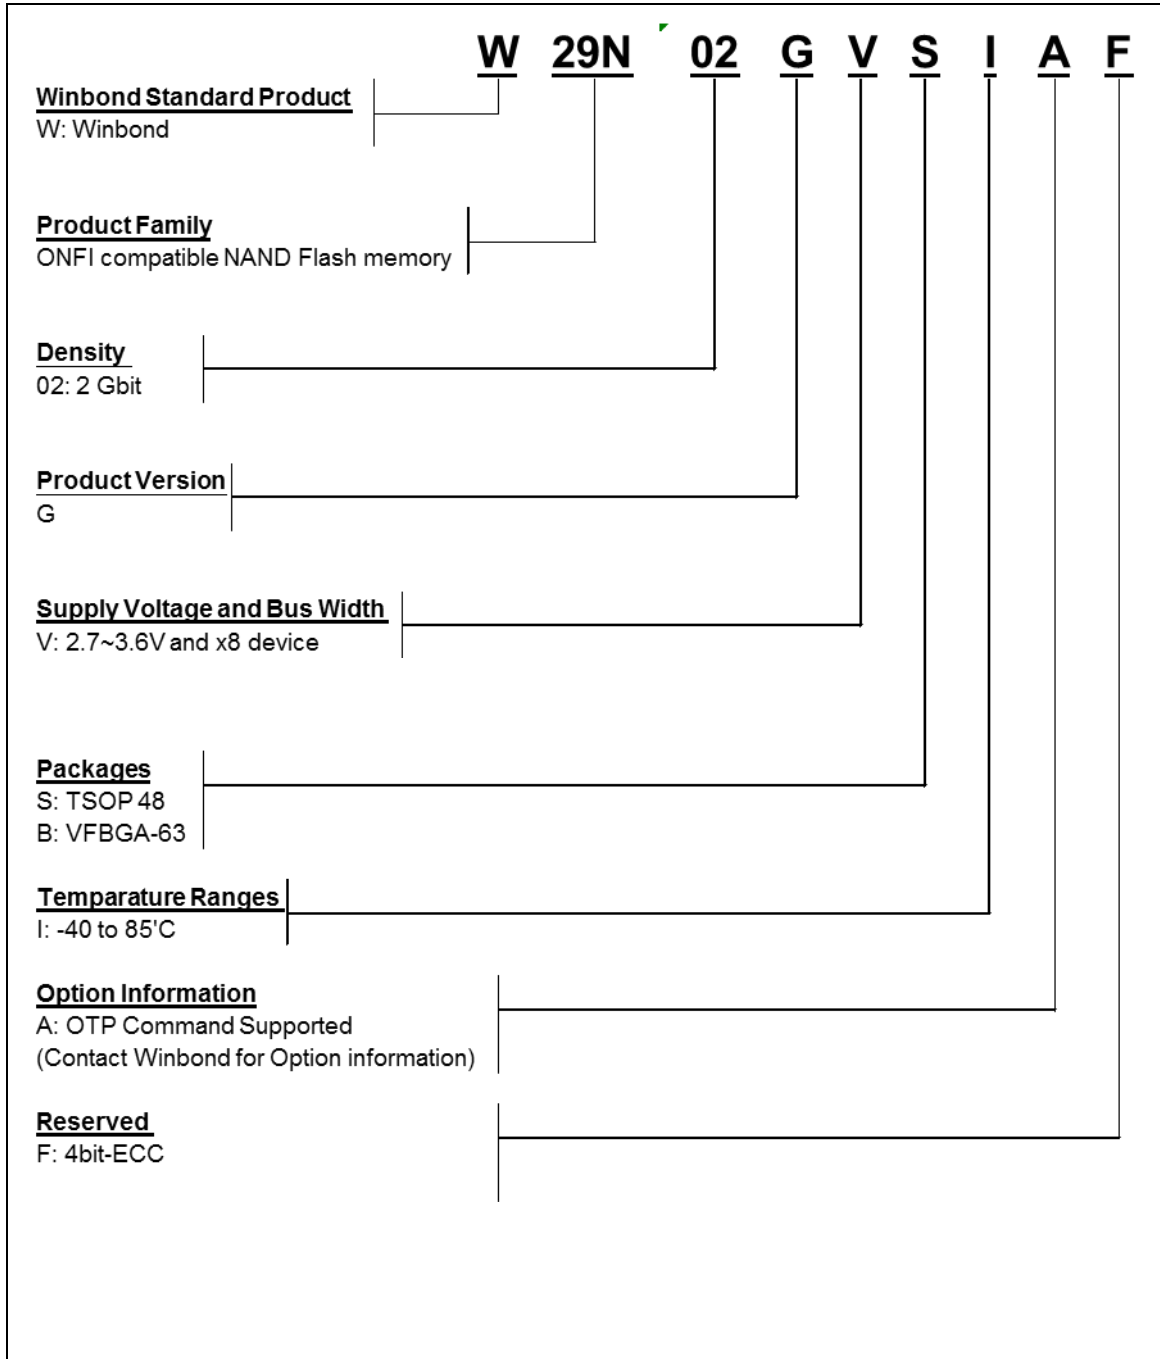 W 29N 02 G V S I A F
Winbond Standard Product
W: Winbond
Product Family
ONFI compatible NAND Flash memory
Density
02: 2 Gbit
Product Version
G
Supply Voltage and Bus Width
V: 2.7~3.6V and x8 device
Packages
S: TSOP 48
B: VFBGA-63
Temparature Ranges
I: -40 to 85'C
Option Information
A: OTP Command Supported
(Contact Winbond for Option information)
Reserved
F: 4bit-ECC